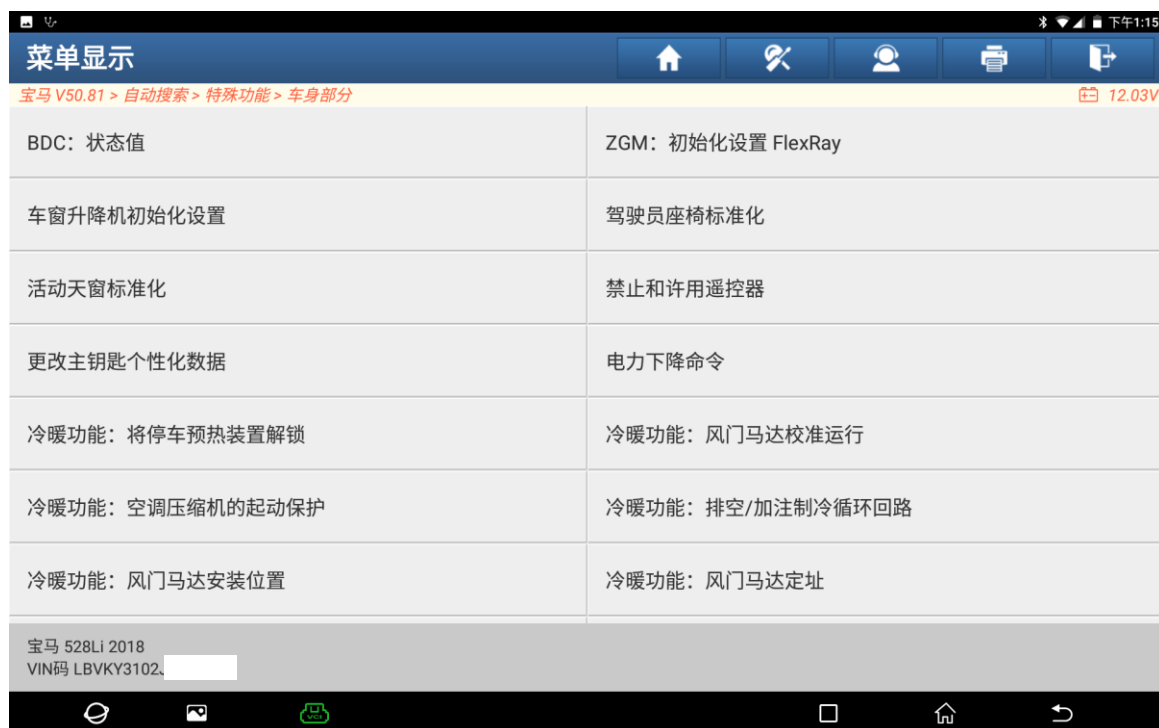 下午1:15
菜单显示
宝马 V50.81 > 自动搜索 > 特殊功能 > 车身部分
12.03V
BDC：状态值
ZGM：初始化设置 FlexRay
车窗升降机初始化设置
驾驶员座椅标准化
活动天窗标准化
禁止和许用遥控器
更改主钥匙个性化数据
电力下降命令
冷暖功能：将停车预热装置解锁
冷暖功能：风门马达校准运行
冷暖功能：空调压缩机的起动保护
冷暖功能：排空/加注制冷循环回路
冷暖功能：风门马达安装位置
冷暖功能：风门马达定址
宝马 528Li 2018
VIN码 LBVKY3102J
VCI